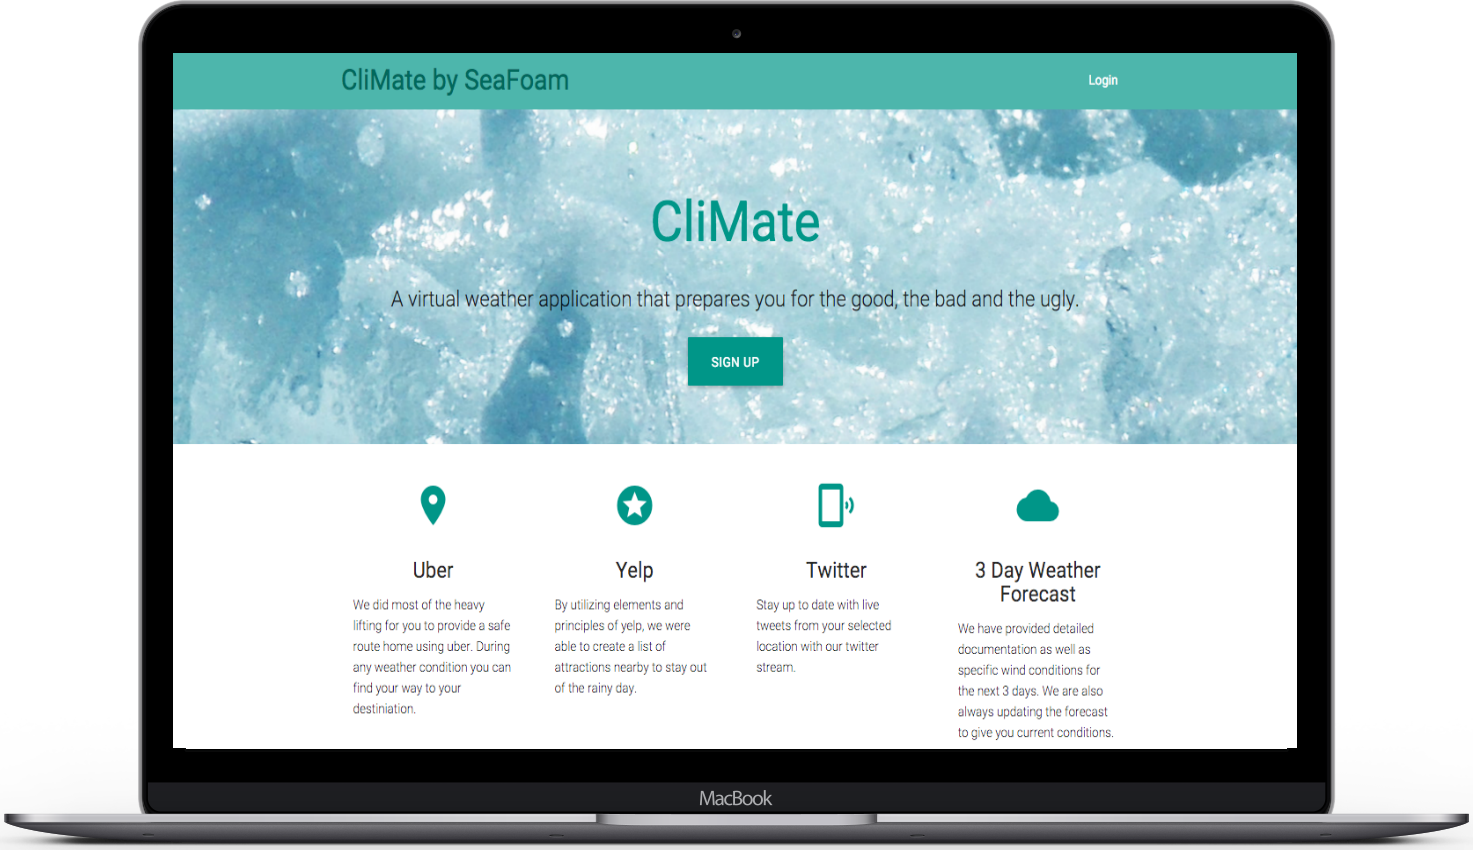 CliMate by SeaFoam
Login
CliMate
A virtual weather application that prepares you for the good, the bad and the ugly.
SIGN UP
Uber
We did most of the heavy
lifting for you to provide a safe
route home using uber. During
any weather condition you can
find your way to your
destiniation.
Yelp
By utilizing elements and
principles of yelp, we were
able to create a list of
attractions nearby to stay out
of the rainy day.
Twitter
Stay up to date with live
tweets from your selected
location with our twitter
stream.
3 Day Weather
Forecast
We have provided detailed
documentation as well as
specific wind conditions for
the next 3 days. We are also
always updating the forecast
to give you current conditions.
MacBook